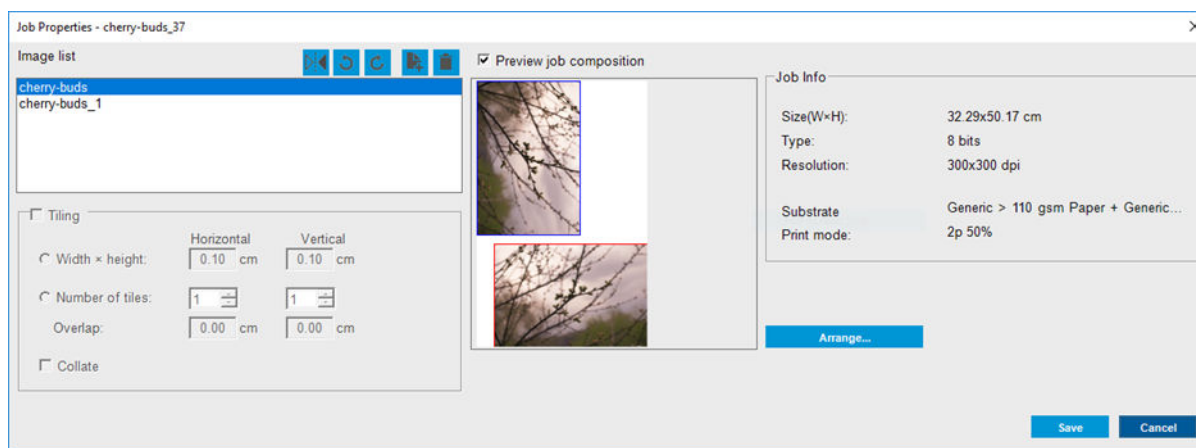 Job Properties - cherry-buds_37
Image list
cherry-buds
cherry-buds_1
Tiling
Horizontal Vertical
Width × height: 0.10 cm 0.10 cm
Number of tiles: 1 1
Overlap: 0.00 cm 0.00 cm
Collate
Preview job composition
Job Info
Size(W×H): 32.29x50.17 cm
Type: 8 bits
Resolution: 300x300 dpi
Substrate Generic > 110 gsm Paper + Generic...
Print mode: 2p 50%
Arrange...
Save Cancel